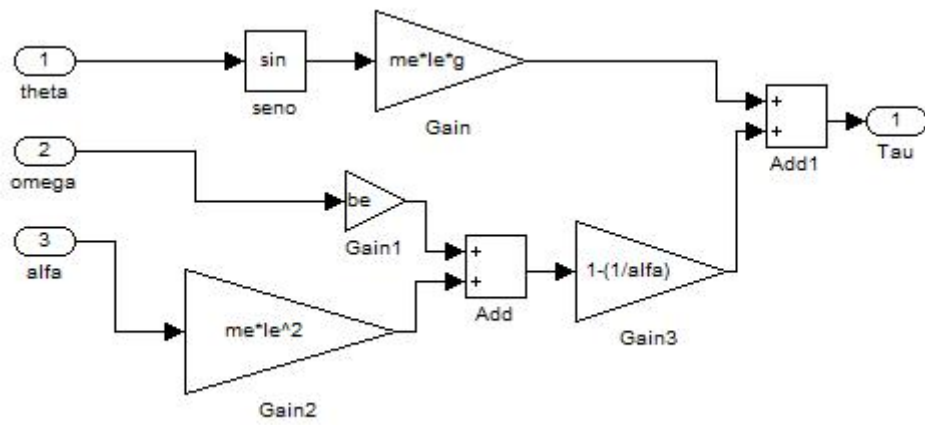 1
theta
sin
seno
me*le*g
Gain
+
+
Add1
1
Tau
2
omega
be
Gain1
3
alfa
me*le^2
Gain2
+
+
Add
1-(1/alfa)
Gain3